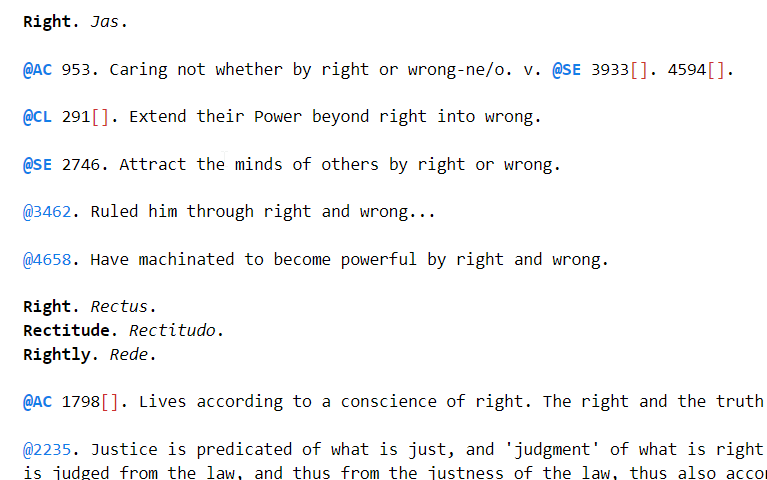 Right. Jas.
@AC 953. Caring not whether by right or wrong-ne/o. v. @SE 3933[]. 4594[].
@CL 291[]. Extend their Power beyond right into wrong.
@SE 2746. Attract the minds of others by right or wrong.
@3462. Ruled him through right and wrong...
@4658. Have machinated to become powerful by right and wrong.
Right. Rectus.
Rectitude. Rectitudo.
Rightly. Rede.
@AC 1798[]. Lives according to a conscience of right. The right and the truth
@2235. Justice is predicated of what is just, and 'judgment' of what is right
is judged from the law, and thus from the justness of the law, thus also accor